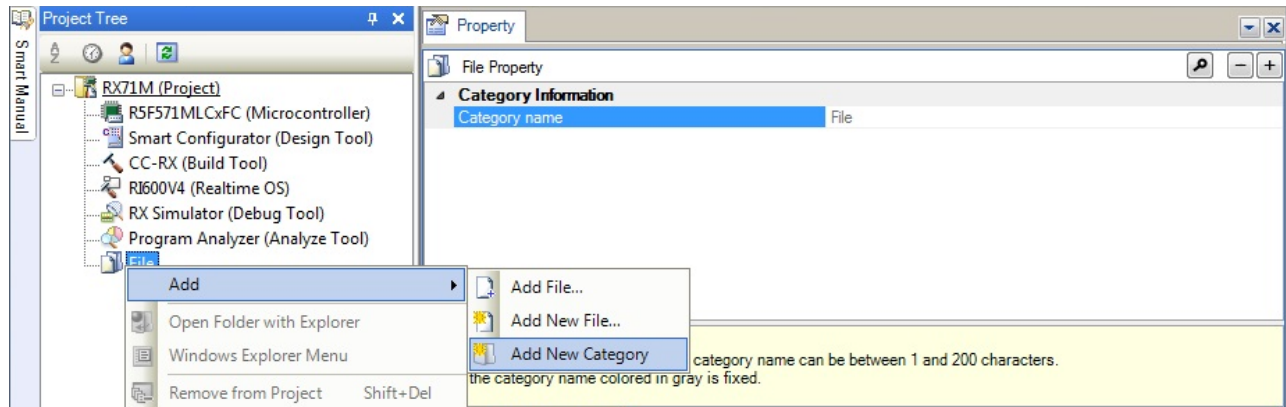 Smart Manual
Project Tree
RX71M (Project)
R5F571MLCxFC (Microcontroller)
Smart Configurator (Design Tool)
CC-RX (Build Tool)
RI600V4 (Realtime OS)
RX Simulator (Debug Tool)
Program Analyzer (Analyze Tool)
File
Add
Open Folder with Explorer
Windows Explorer Menu
Remove from Project Shift+Del
Add File...
Add New File...
Add New Category
Property
File Property
Category Information
Category name File
category name can be between 1 and 200 characters.
the category name colored in gray is fixed.